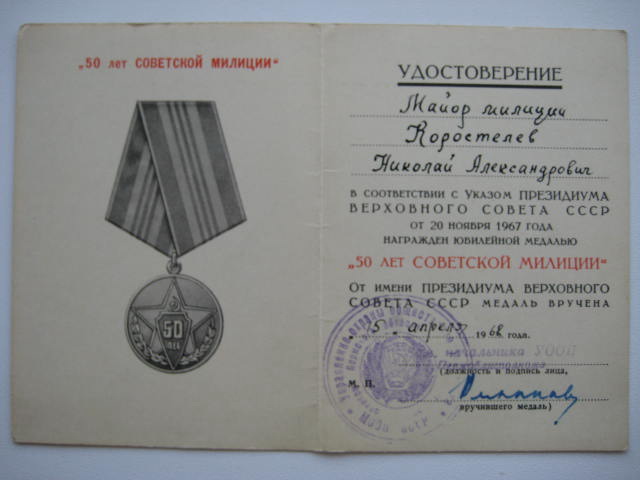 „50 лет СОВЕТСКОЙ МИЛИЦИИ“
50
ЛЕТ
УДОСТОВЕРЕНИЕ
Майор милиции
Коростелев
Николай Александрович
В СООТВЕТСТВИИ С УКАЗОМ ПРЕЗИДИУМА
ВЕРХОВНОГО СОВЕТА СССР
ОТ 20 НОЯБРЯ 1967 ГОДА
НАГРАЖДЕН ЮБИЛЕЙНОЙ МЕДАЛЬЮ
„50 ЛЕТ СОВЕТСКОЙ МИЛИЦИИ“
ОТ ИМЕНИ ПРЕЗИДИУМА ВЕРХОВНОГО
СОВЕТА СССР МЕДАЛЬ ВРУЧЕНА
апреля 1968 года.
начальника УООП
(должность и подпись лица,
М. П.
вручившего медаль)